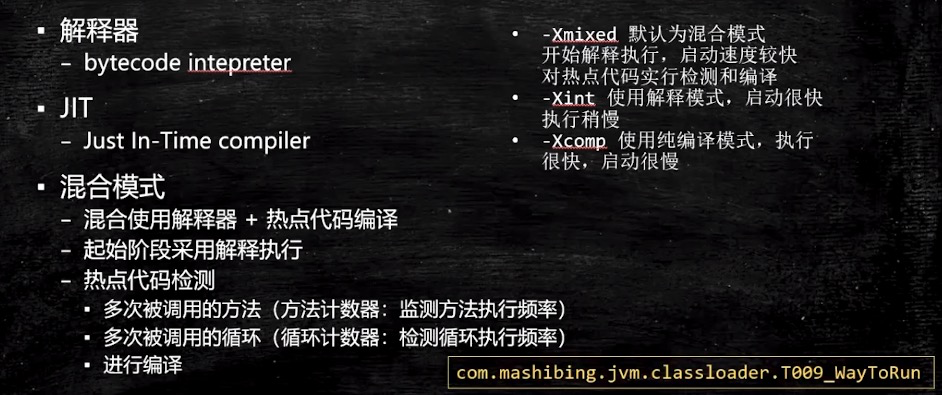 ▪ 解释器
– bytecode intepreter
▪ JIT
– Just In-Time compiler
▪ 混合模式
– 混合使用解释器 + 热点代码编译
– 起始阶段采用解释执行
– 热点代码检测
▪ 多次被调用的方法（方法计数器：监测方法执行频率）
▪ 多次被调用的循环（循环计数器：检测循环执行频率）
▪ 进行编译
• -Xmixed 默认为混合模式
开始解释执行，启动速度较快
对热点代码实行检测和编译
• -Xint 使用解释模式，启动很快
执行稍慢
• -Xcomp 使用纯编译模式，执行
很快，启动很慢
com.mashibing.jvm.classloader.T009_WayToRun